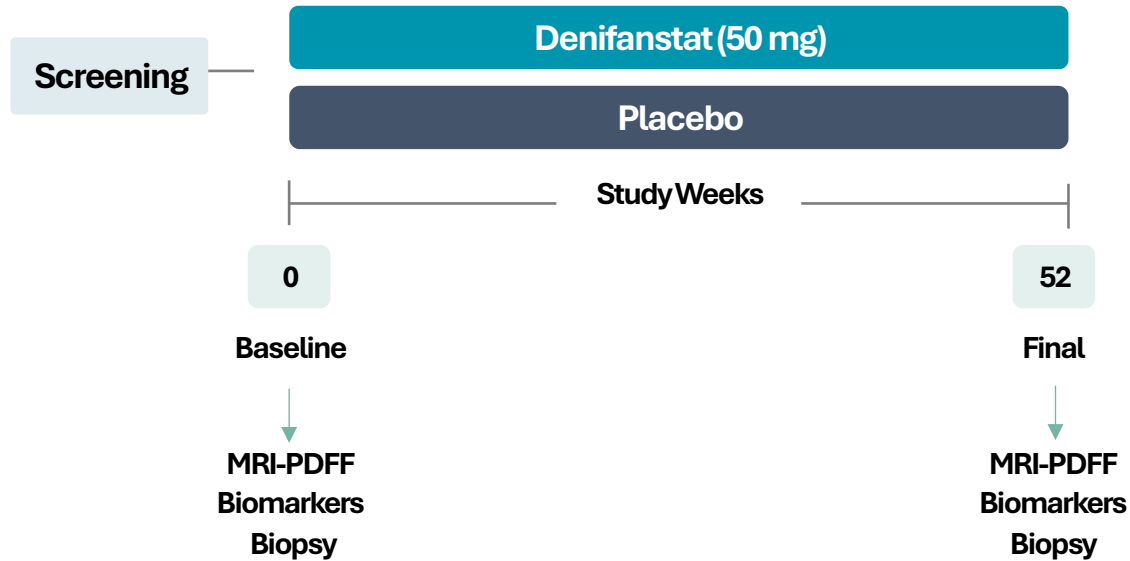 Denifanstat (50 mg)
Screening
Placebo
Study Weeks
0
52
Baseline
Final
MRI-PDFF
Biomarkers
Biopsy
MRI-PDFF
Biomarkers
Biopsy